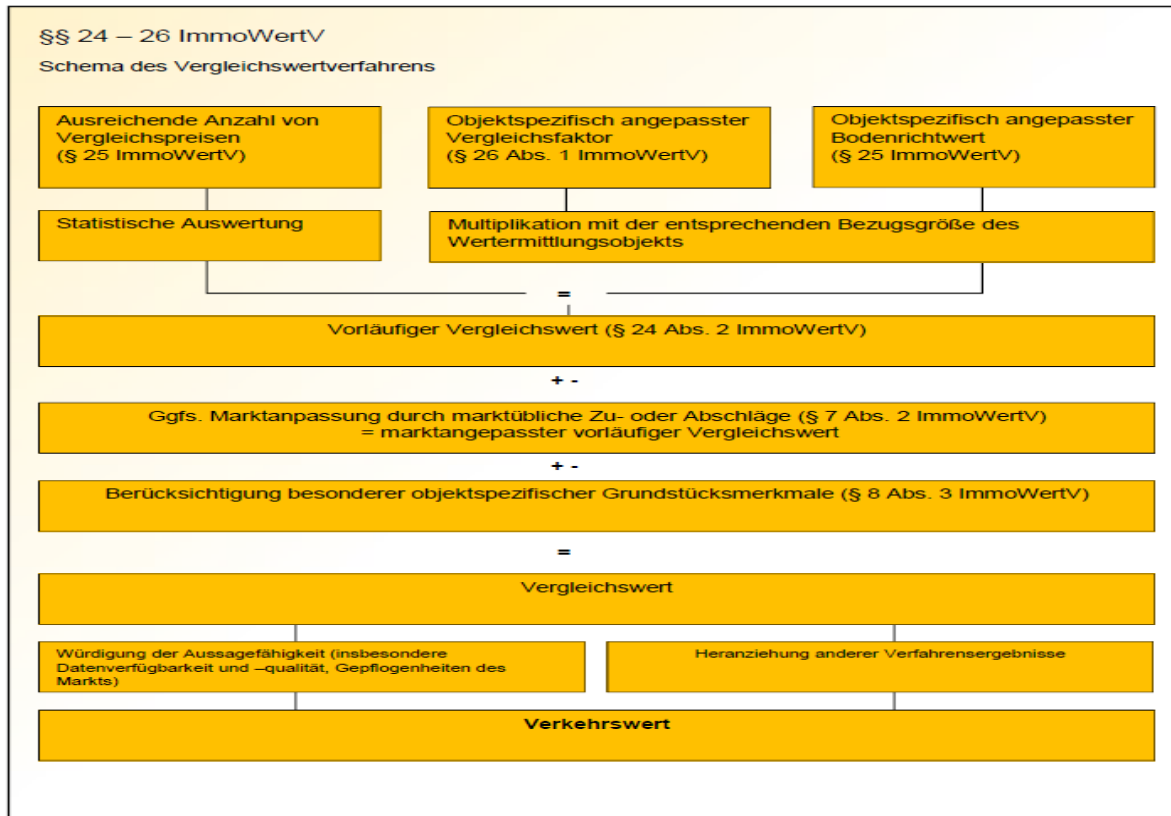 §§ 24 – 26 ImmoWertV
Schema des Vergleichswertverfahrens
Ausreichende Anzahl von
Vergleichspreisen
(§ 25 ImmoWertV)
Objektspezifisch angepasster
Vergleichsfaktor
(§ 26 Abs. 1 ImmoWertV)
Objektspezifisch angepasster
Bodenrichtwert
(§ 25 ImmoWertV)
Statistische Auswertung
Multiplikation mit der entsprechenden Bezugsgröße des
Wertermittlungsobjekts
=
Vorläufiger Vergleichswert (§ 24 Abs. 2 ImmoWertV)
+ -
Ggfs. Marktanpassung durch marktübliche Zu- oder Abschläge (§ 7 Abs. 2 ImmoWertV)
= marktangepasster vorläufiger Vergleichswert
+ -
Berücksichtigung besonderer objektspezifischer Grundstücksmerkmale (§ 8 Abs. 3 ImmoWertV)
=
Vergleichswert
Würdigung der Aussagefähigkeit (insbesondere
Datenverfügbarkeit und –qualität, Gepflogenheiten des
Markts)
Heranziehung anderer Verfahrensergebnisse
Verkehrswert